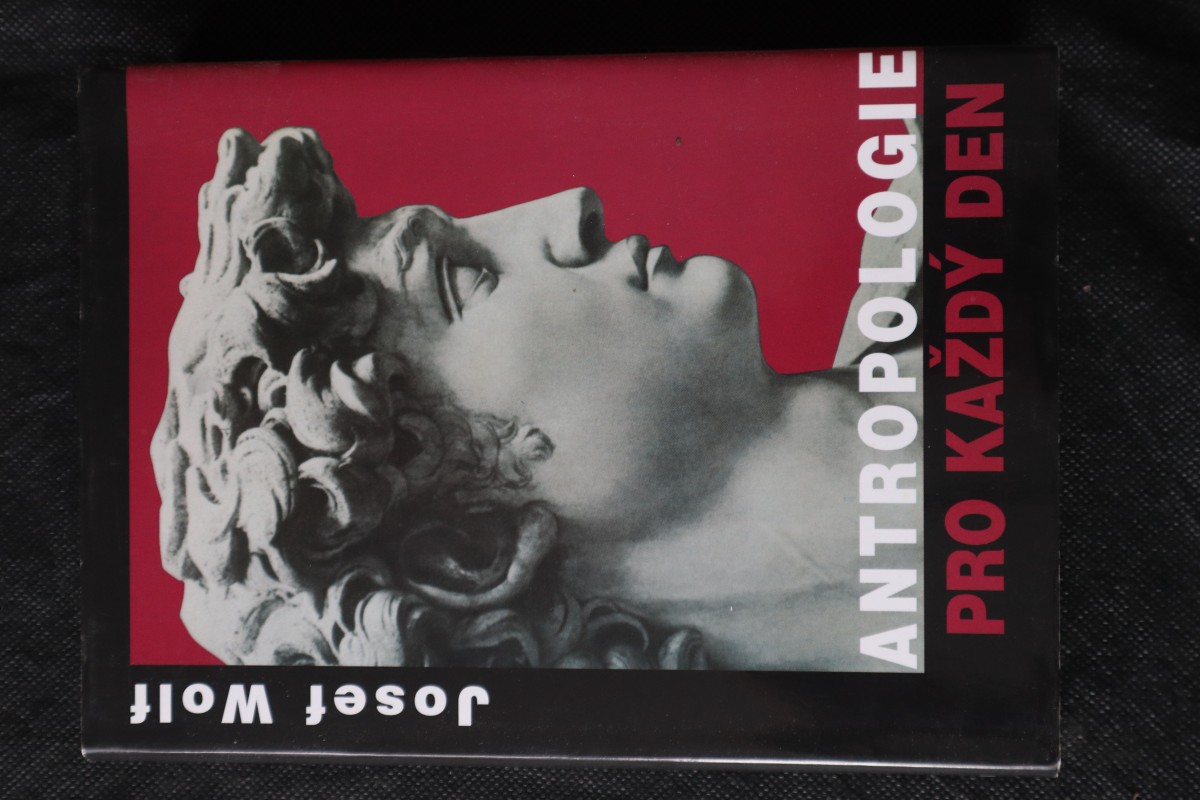 Josef Wolf
ANTROPOLOGIE
PRO KAŽDÝ DEN